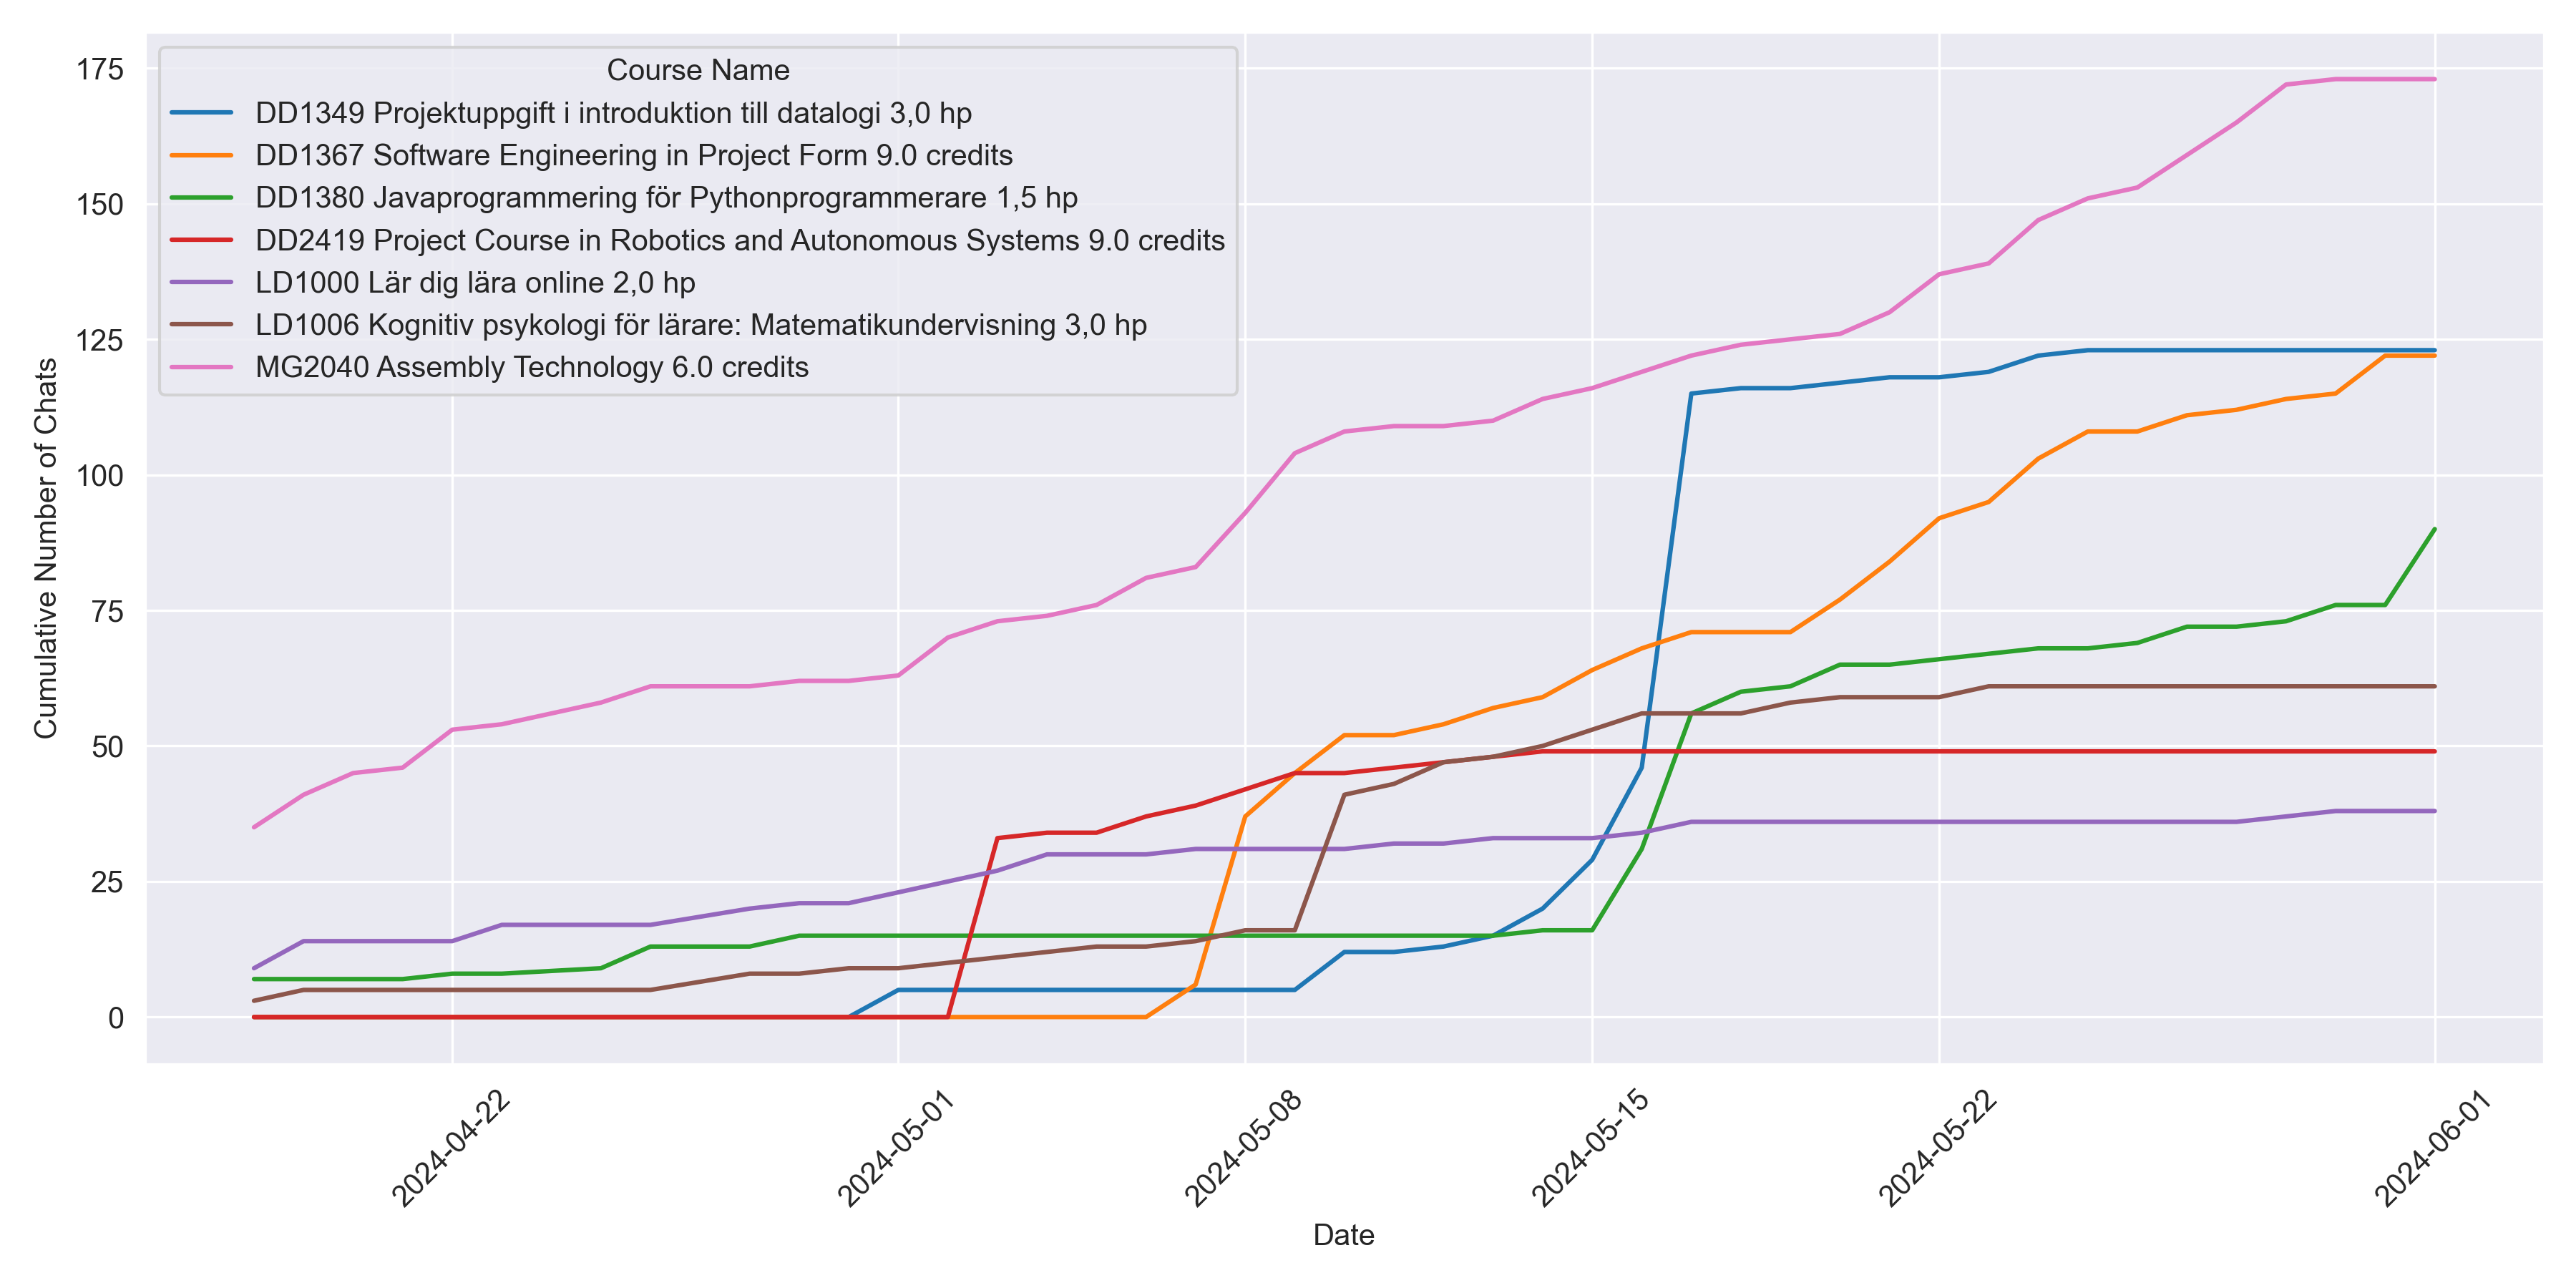 Course Name
DD1349 Projektuppgift i introduktion till datalogi 3,0 hp
DD1367 Software Engineering in Project Form 9.0 credits
DD1380 Javaprogrammering för Pythonprogrammerare 1,5 hp
DD2419 Project Course in Robotics and Autonomous Systems 9.0 credits
LD1000 Lär dig lära online 2,0 hp
LD1006 Kognitiv psykologi för lärare: Matematikundervisning 3,0 hp
MG2040 Assembly Technology 6.0 credits
175
150
125
100
75
50
25
0
Cumulative Number of Chats
2024-04-22
2024-05-01
2024-05-08
2024-05-15
2024-05-22
2024-06-01
Date